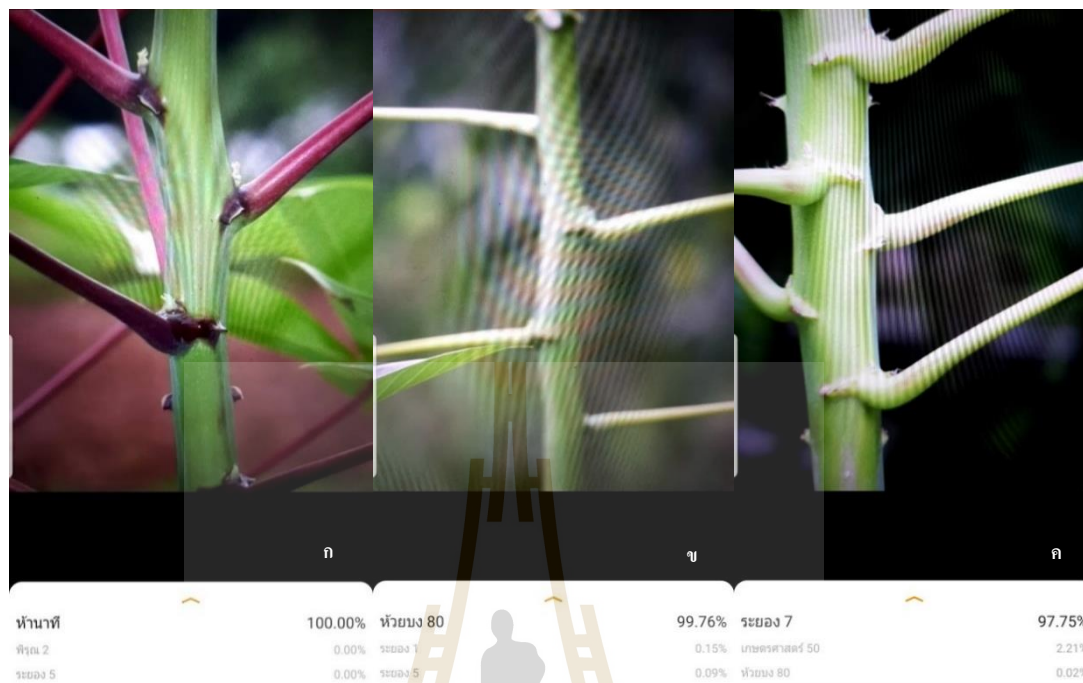 ก
ข
ค
ห้านาที 100.00%
พิรุณ 2 0.00%
ระยอง 5 0.00%
ห้วยบง 80 99.76%
ระยอง 1 0.15%
ระยอง 5 0.09%
ระยอง 7 97.75%
เกษตรศาสตร์ 50 2.21%
ห้วยบง 80 0.02%